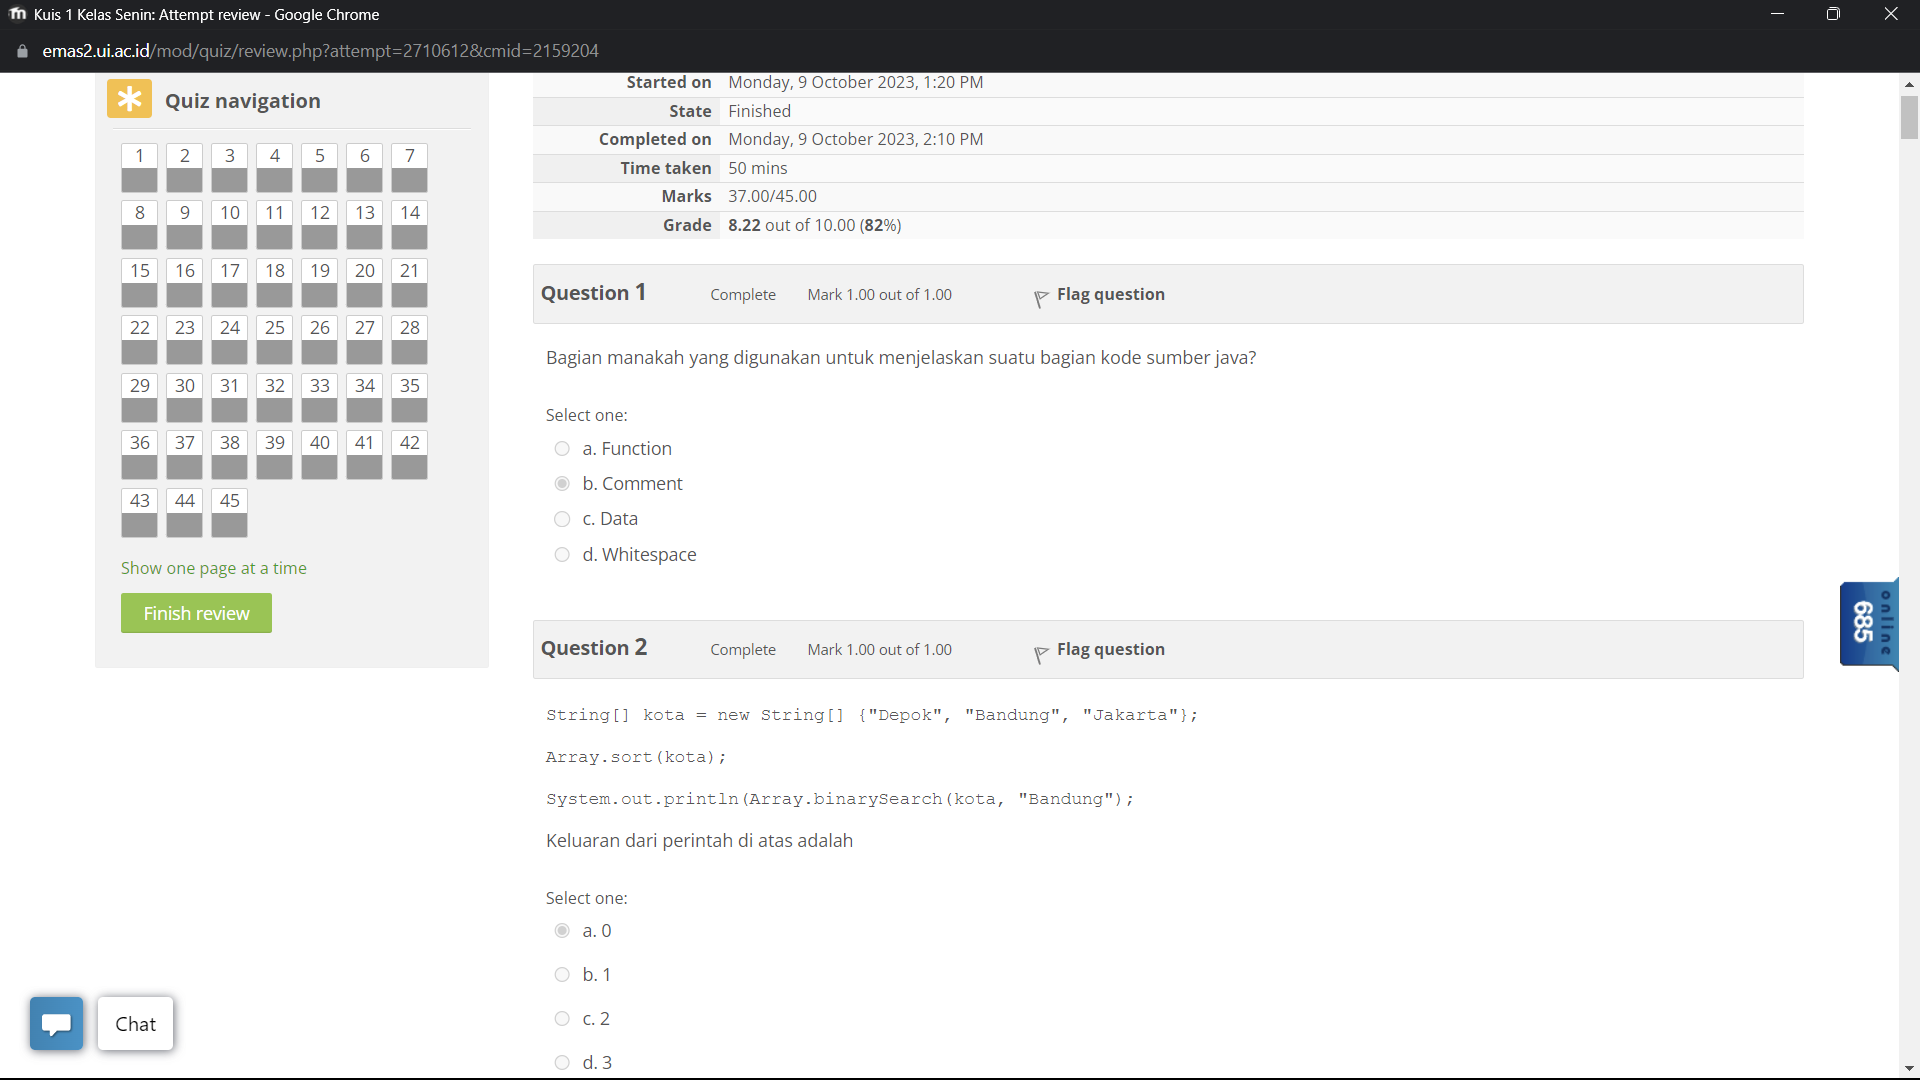 Kuis 1 Kelas Senin: Attempt review - Google Chrome
emas2.ui.ac.id/mod/quiz/review.php?attempt=2710612&cmid=2159204
Quiz navigation
1 2 3 4 5 6 7
8 9 10 11 12 13 14
15 16 17 18 19 20 21
22 23 24 25 26 27 28
29 30 31 32 33 34 35
36 37 38 39 40 41 42
43 44 45
Show one page at a time
Finish review
Started on Monday, 9 October 2023, 1:20 PM
State Finished
Completed on Monday, 9 October 2023, 2:10 PM
Time taken 50 mins
Marks 37.00/45.00
Grade 8.22 out of 10.00 (82%)
Question 1 Complete Mark 1.00 out of 1.00 Flag question
Bagian manakah yang digunakan untuk menjelaskan suatu bagian kode sumber java?
Select one:
a. Function
b. Comment
c. Data
d. Whitespace
Question 2 Complete Mark 1.00 out of 1.00 Flag question
String[] kota = new String[] {"Depok", "Bandung", "Jakarta"};
Array.sort(kota);
System.out.println(Array.binarySearch(kota, "Bandung");
Keluaran dari perintah di atas adalah
Select one:
a. 0
b. 1
c. 2
d. 3
online
685
Chat